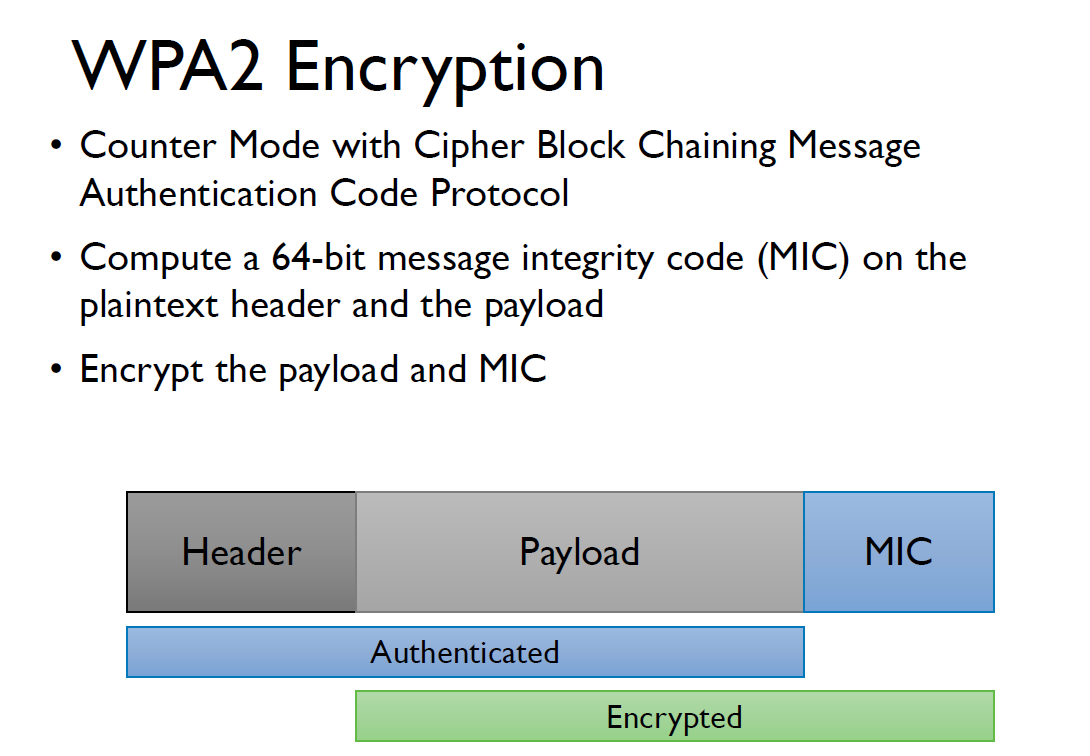 WPA2 Encryption
• Counter Mode with Cipher Block Chaining Message
Authentication Code Protocol
• Compute a 64-bit message integrity code (MIC) on the
plaintext header and the payload
• Encrypt the payload and MIC
Header Payload MIC
Authenticated
Encrypted